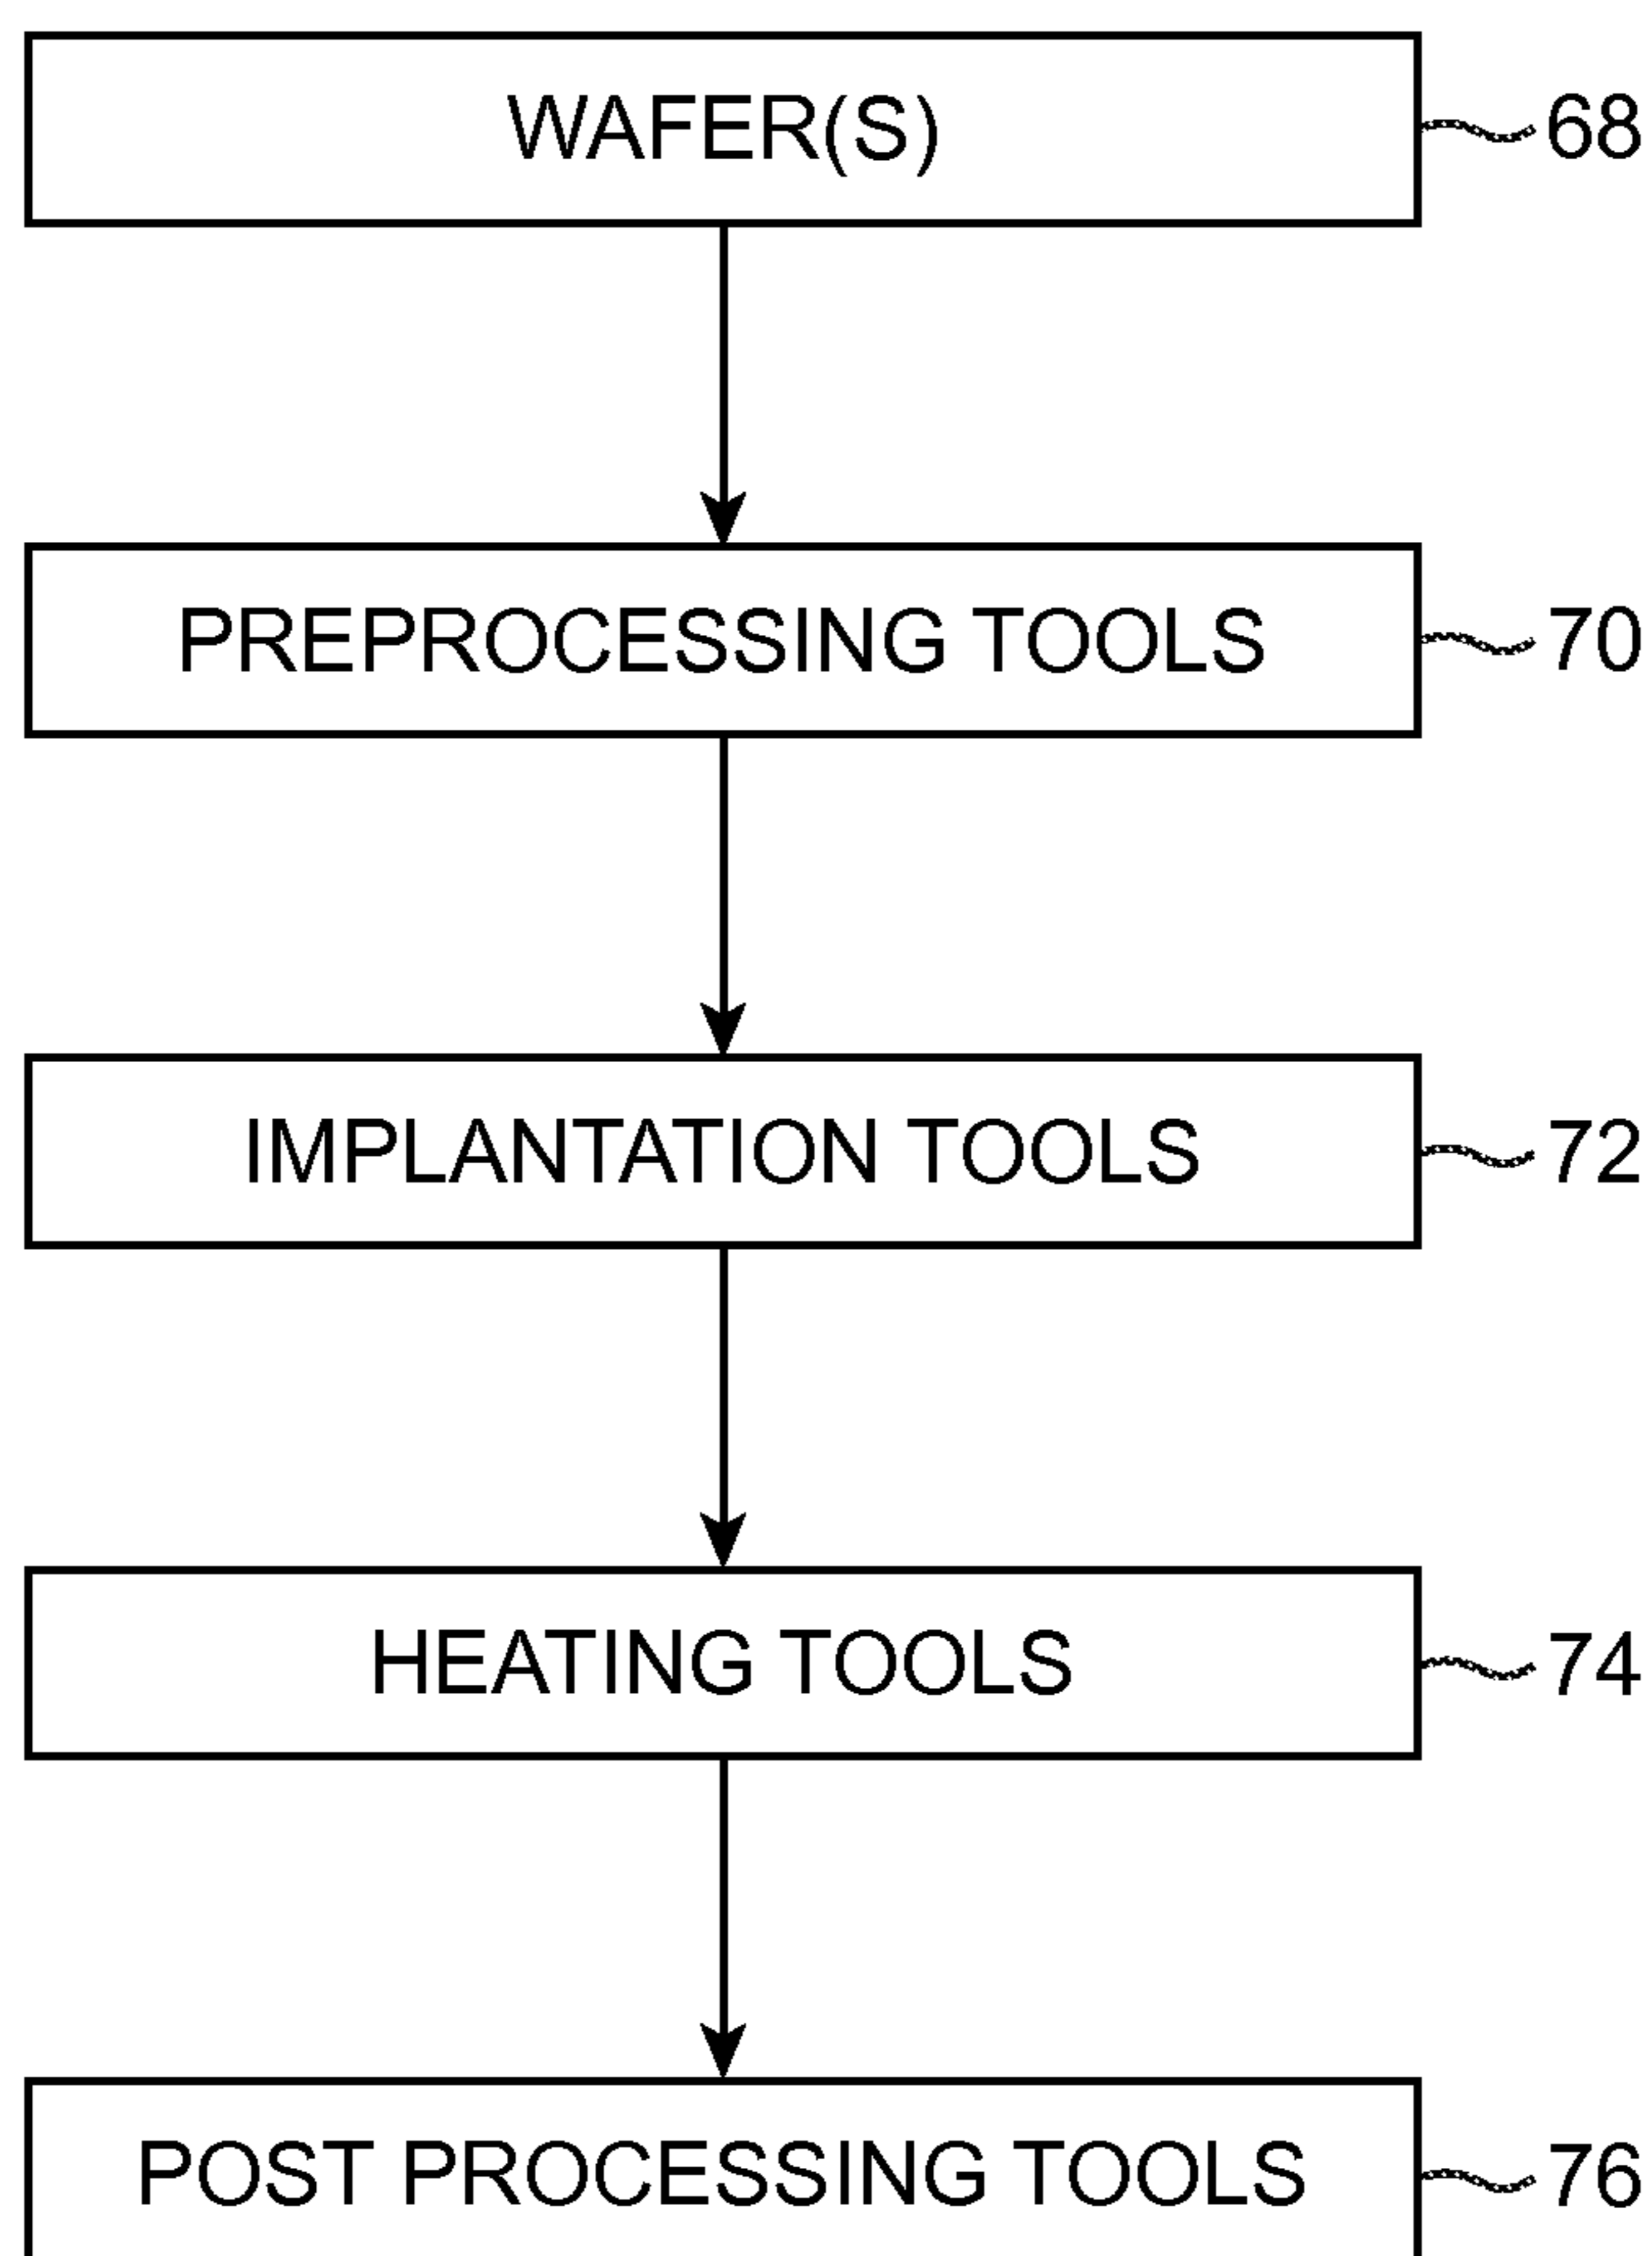 WAFER(S) 68
PREPROCESSING TOOLS 70
IMPLANTATION TOOLS 72
HEATING TOOLS 74
POST PROCESSING TOOLS 76